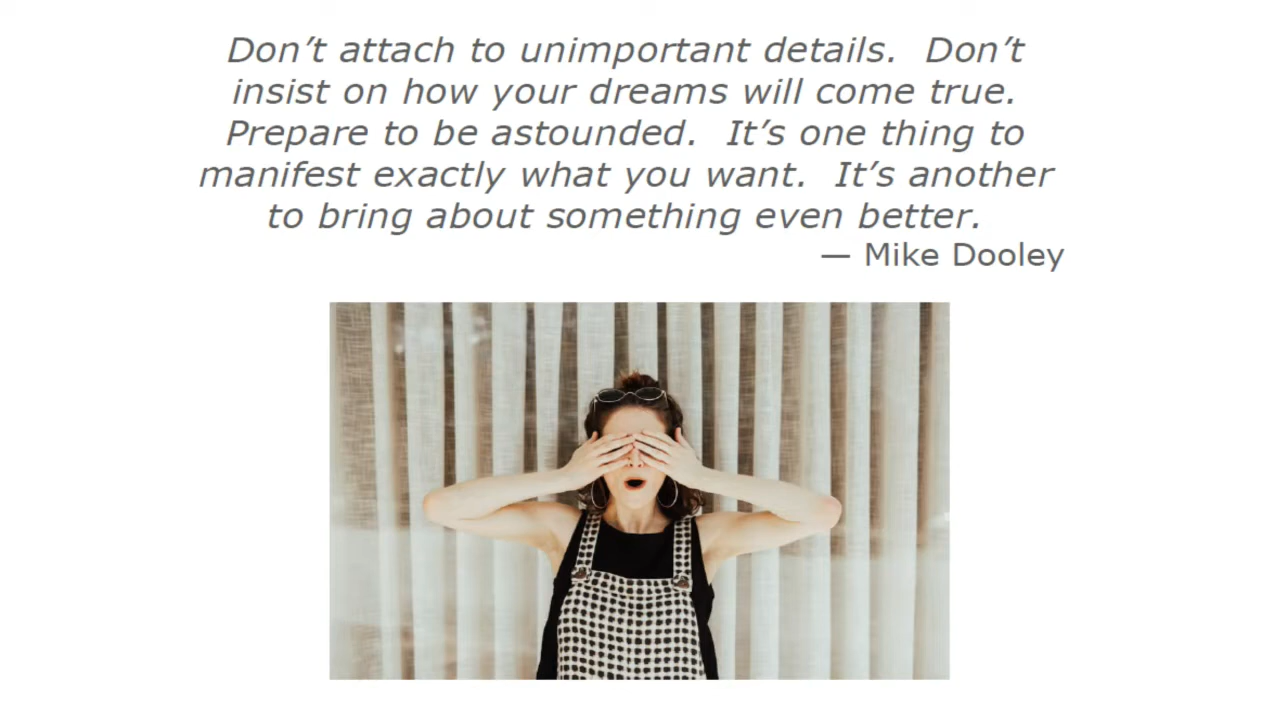 Don’t attach to unimportant details.  Don’t
insist on how your dreams will come true.
Prepare to be astounded.  It’s one thing to
manifest exactly what you want.  It’s another
to bring about something even better.
— Mike Dooley